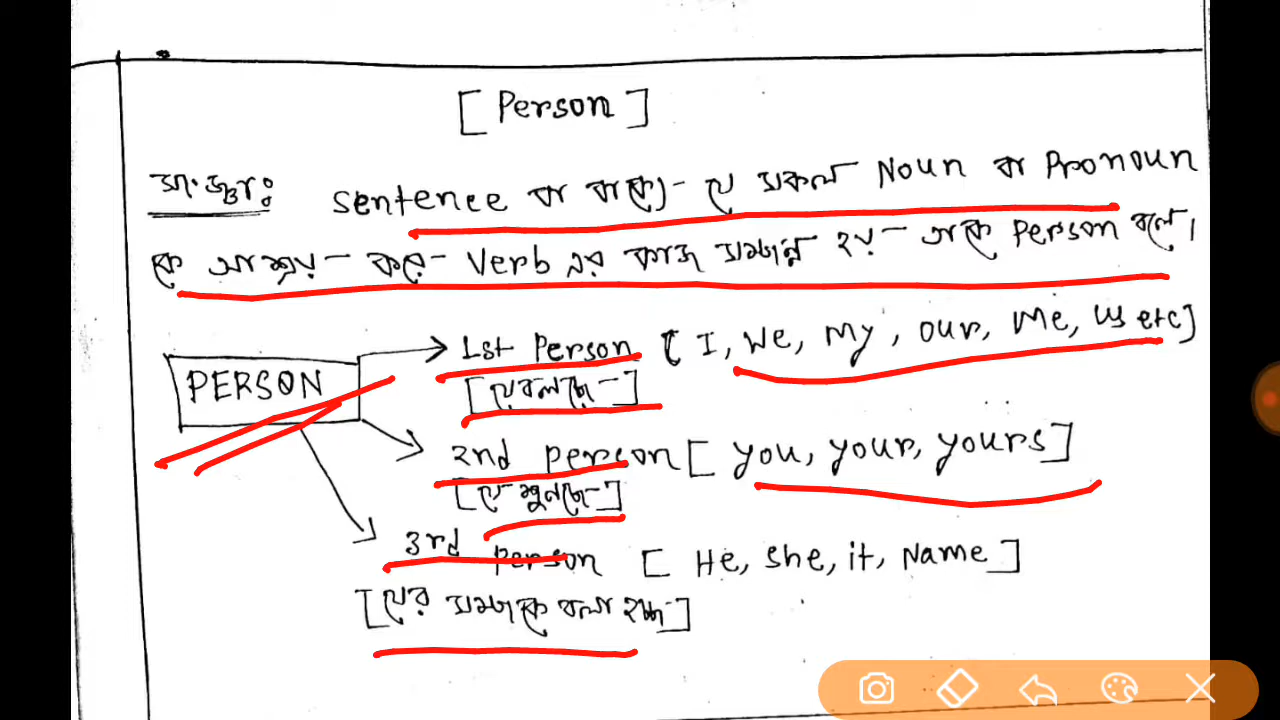 [Person]
সংজ্ঞা: Sentence বা বাক্যে যে সকল Noun বা Pronoun
কে আশ্রয় করে Verb এর কাজ সম্পন্ন হয় তাকে Person বলে।
PERSON
1st Person [I, We, My, our, Me, us etc]
[যে বলছে]
2nd person [you, your, yours]
[যে শুনছে]
3rd person [He, she, it, Name]
[যের সম্পর্কে বলা হচ্ছে]